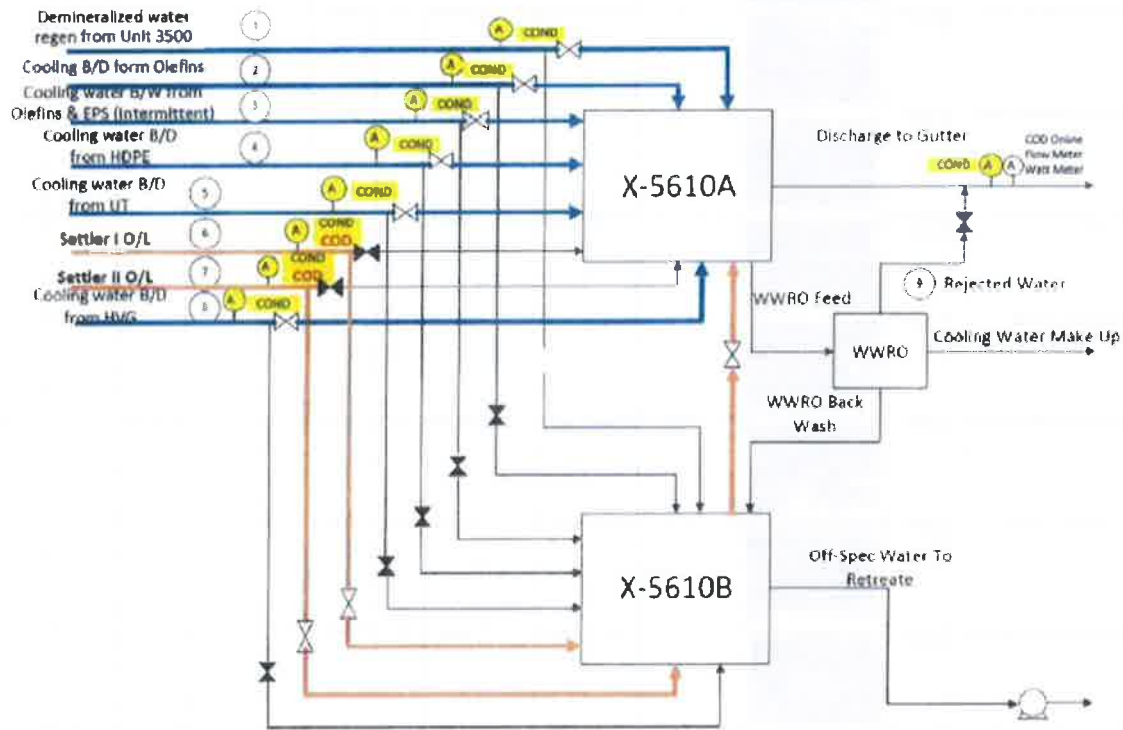 Demineralized water
regen from Unit 3500
1
A
COND
Cooling B/D form Olefins
2
A
COND
Cooling water B/W from
Olefins & EPS (Intermittent)
3
A
COND
Cooling water B/D
from HDPE
4
A
COND
Cooling water B/D
from UT
5
A
COND
Settler I O/L
6
A
COND
COD
Settler II O/L
7
A
COND
COD
Cooling water B/D
from HVG
8
A
COND
X-5610A
Discharge to Gutter
COND
A
A
COD Online
Flow Meter
Watt Meter
9
Rejected Water
WWRO Feed
WWRO
Cooling Water Make Up
WWRO Back
Wash
X-5610B
Off-Spec Water To
Retreate